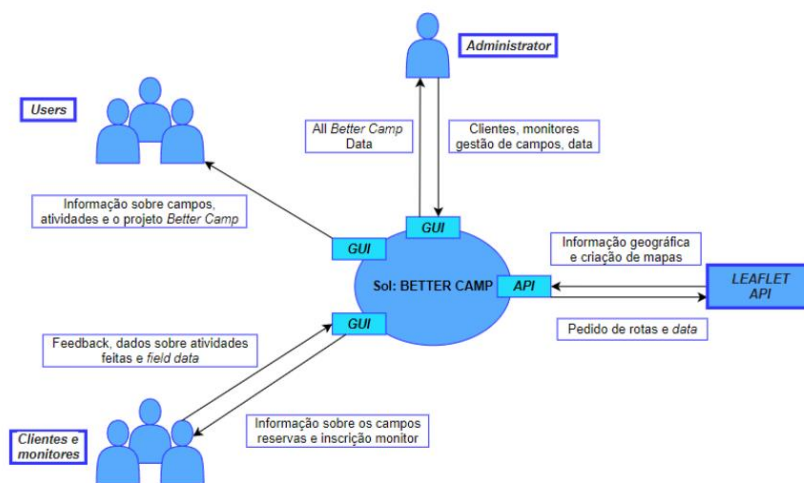 Administrator
Users
All Better Camp
Data
Clientes, monitores
gestão de campos, data
Informação sobre campos,
atividades e o projeto Better Camp
GUI
GUI
Informação geográfica
e criação de mapas
Sol: BETTER CAMP
API
LEAFLET
API
GUI
Pedido de rotas e data
Feedback, dados sobre atividades
feitas e field data
Informação sobre os campos
reservas e inscrição monitor
Clientes e
monitores